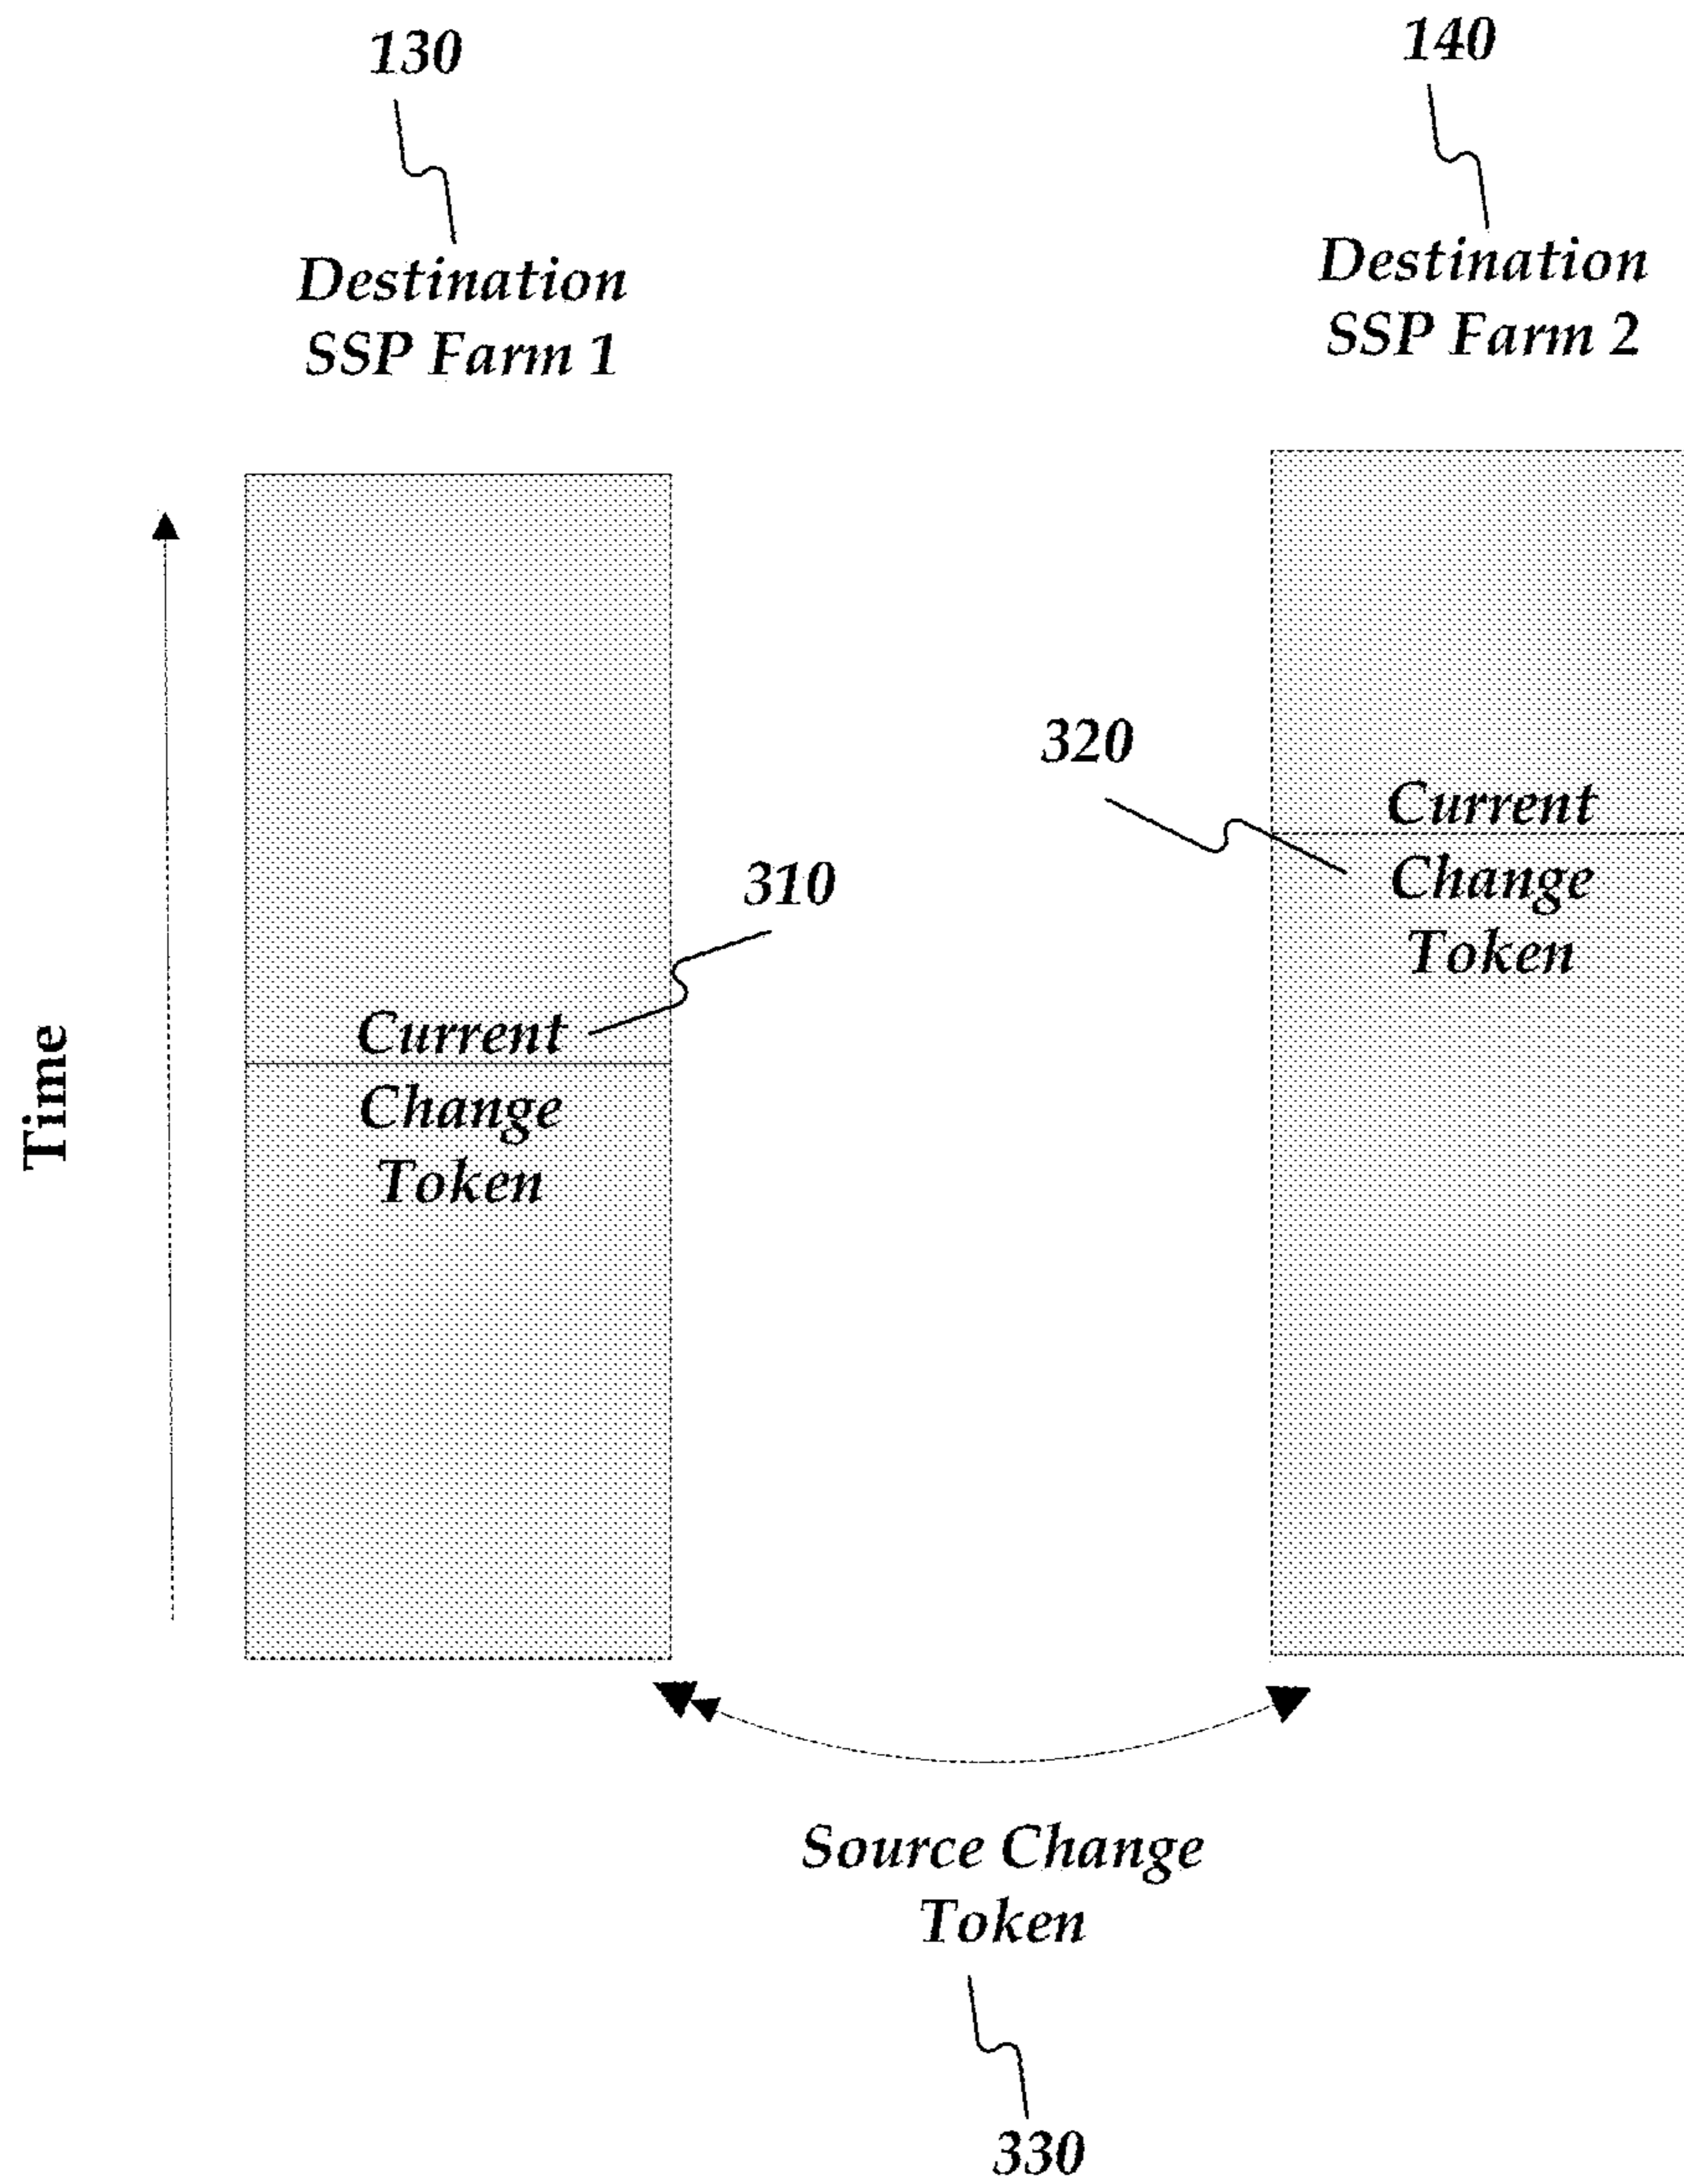 130
140
Destination
SSP Farm 1
Destination
SSP Farm 2
320
Current
Change
Token
310
Current
Change
Token
Time
Source Change
Token
330